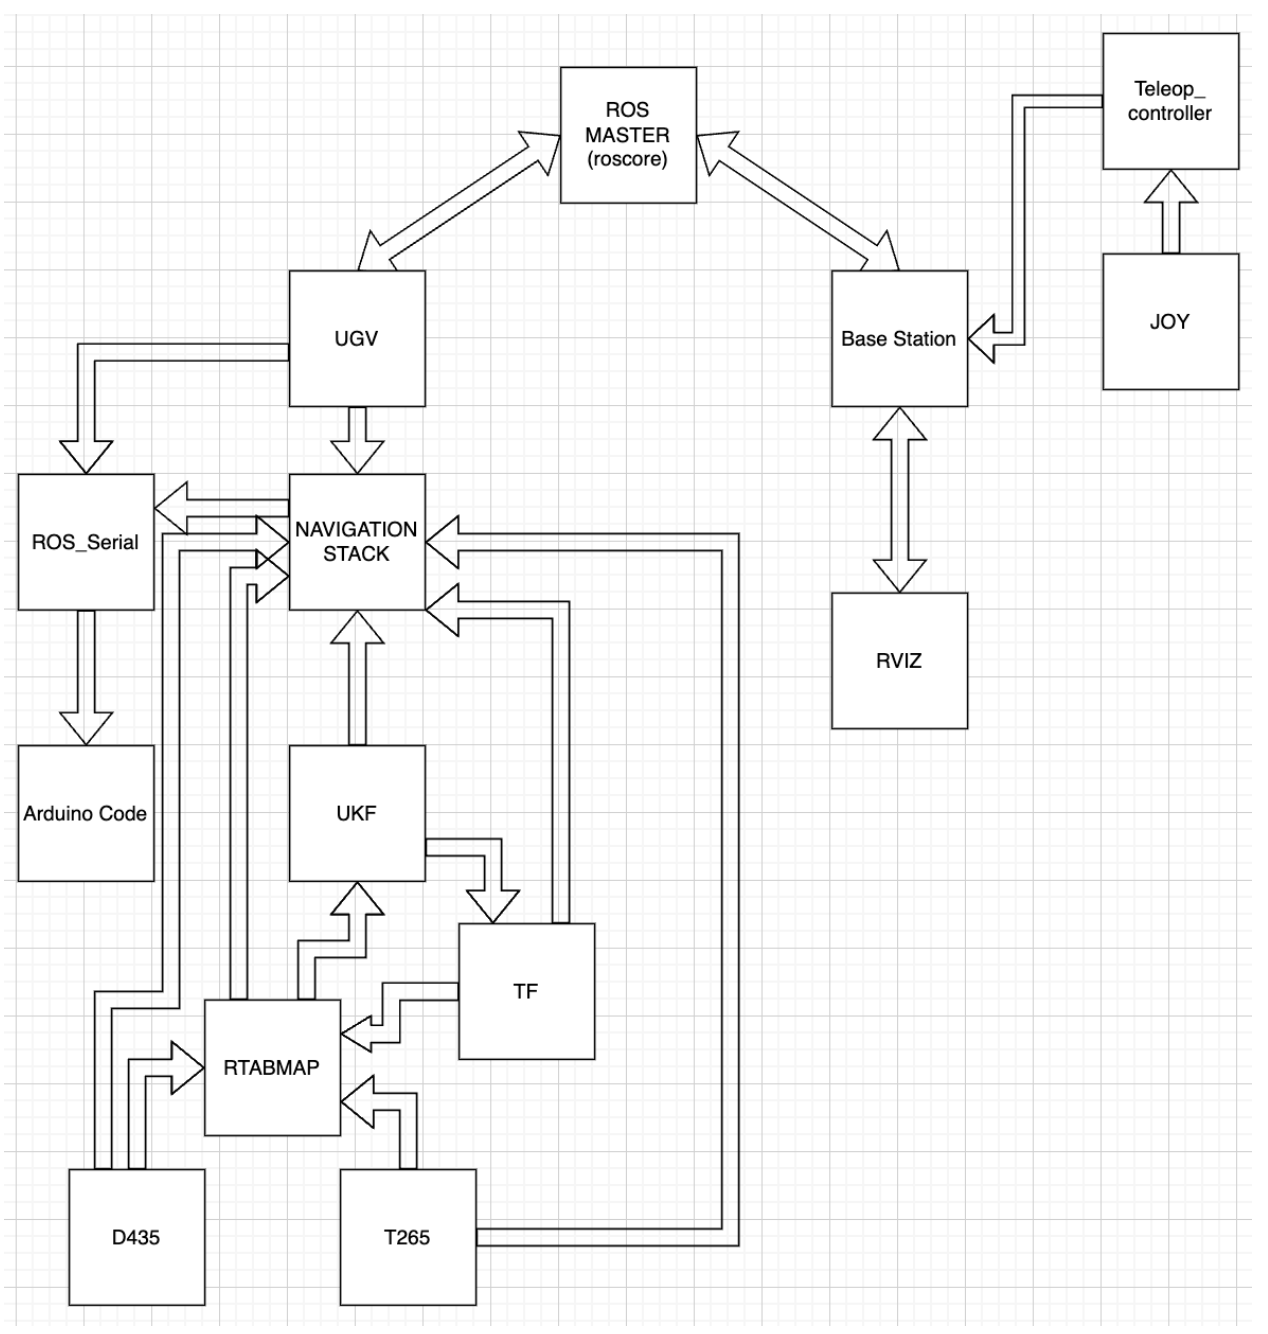 Teleop_
controller
ROS
MASTER
(roscore)
JOY
UGV
Base Station
NAVIGATION
STACK
ROS_Serial
RVIZ
Arduino Code
UKF
TF
RTABMAP
D435
T265